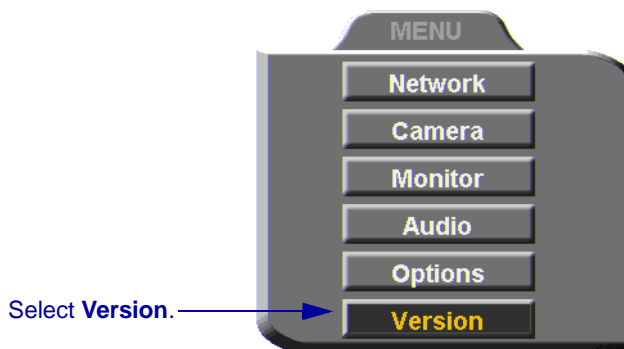 MENU
Network
Camera
Monitor
Audio
Options
Select Version.
Version